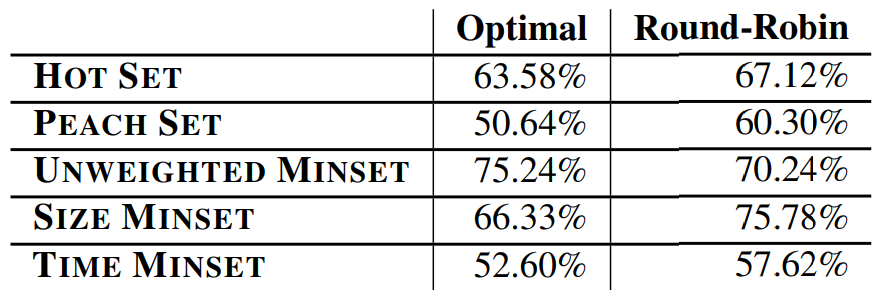 Optimal Round-Robin
HOT SET 63.58% 67.12%
PEACH SET 50.64% 60.30%
UNWEIGHTED MINSET 75.24% 70.24%
SIZE MINSET 66.33% 75.78%
TIME MINSET 52.60% 57.62%